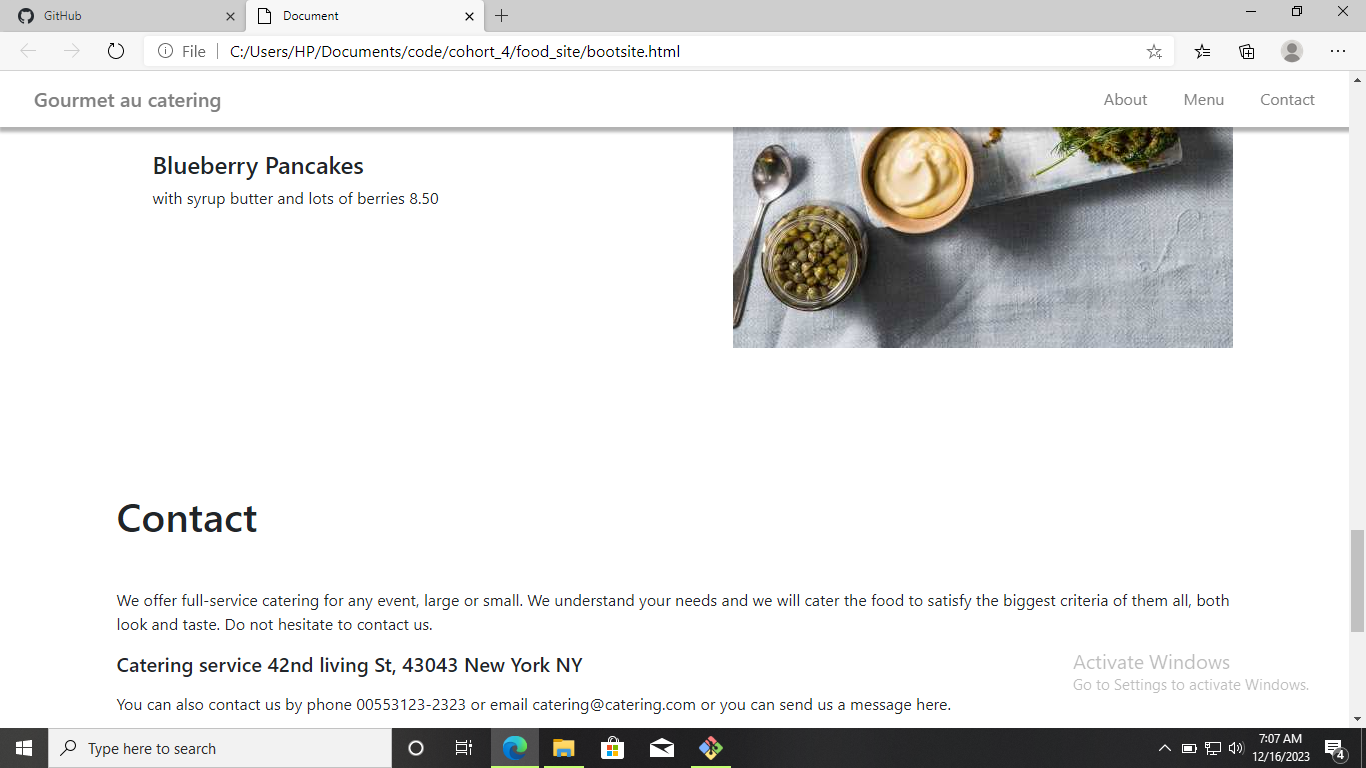 GitHub
Document
File
C:/Users/HP/Documents/code/cohort_4/food_site/bootsite.html
Gourmet au catering
About
Menu
Contact
Blueberry Pancakes
with syrup butter and lots of berries 8.50
Contact
We offer full-service catering for any event, large or small. We understand your needs and we will cater the food to satisfy the biggest criteria of them all, both
look and taste. Do not hesitate to contact us.
Catering service 42nd living St, 43043 New York NY
You can also contact us by phone 00553123-2323 or email catering@catering.com or you can send us a message here.
Activate Windows
Go to Settings to activate Windows.
Type here to search
7:07 AM
12/16/2023
4